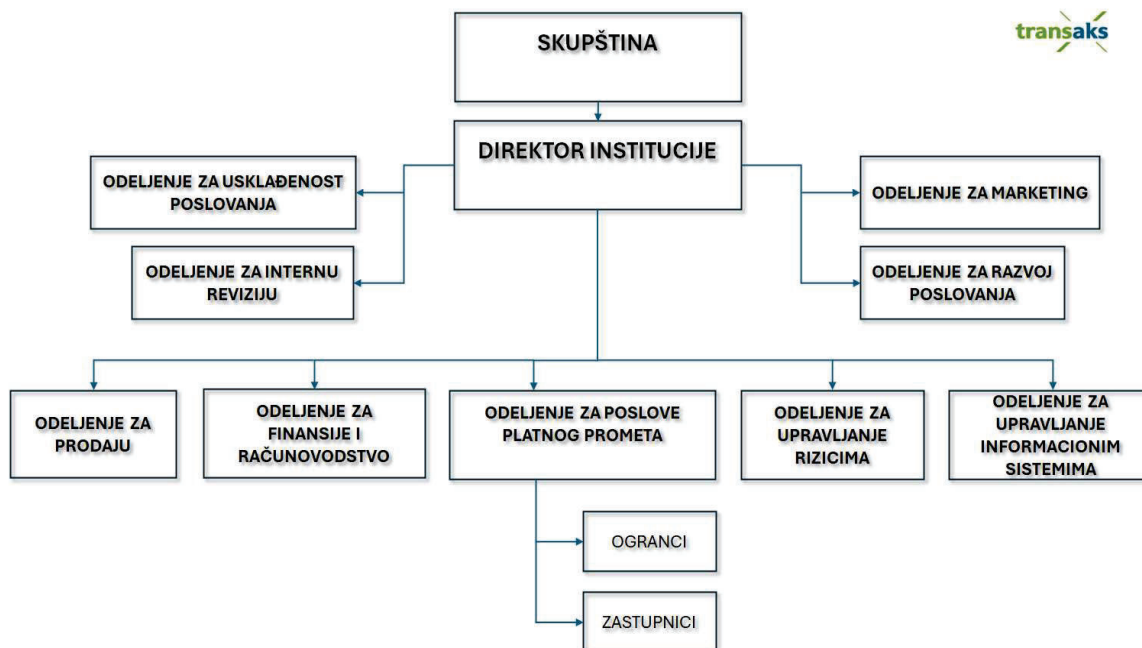 SKUPŠTINA
transaks
DIREKTOR INSTITUCIJE
ODELJENJE ZA USKLAĐENOST
POSLOVANJA
ODELJENJE ZA MARKETING
ODELJENJE ZA INTERNU
REVIZIJU
ODELJENJE ZA RAZVOJ
POSLOVANJA
ODELJENJE ZA
PRODAJU
ODELJENJE ZA
FINANSIJE I
RAČUNOVODSTVO
ODELJENJE ZA POSLOVE
PLATNOG PROMETA
ODELJENJE ZA
UPRAVLJANJE
RIZICIMA
ODELJENJE ZA
UPRAVLJANJE
INFORMACIONIM
SISTEMIMA
OGRANCI
ZASTUPNICI